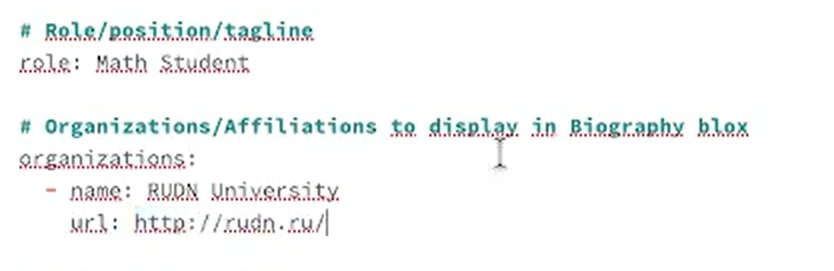 # Role/position/tagline
role: Math Student
# Organizations/Affiliations to display in Biography blox
organizations:
- name: RUDN University
url: http://rudn.ru/